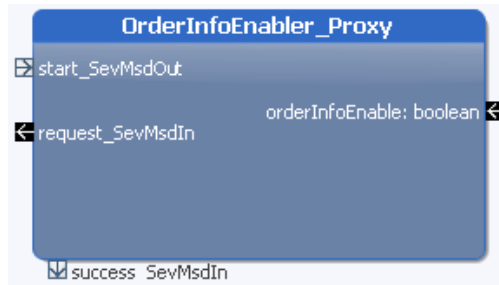 OrderInfoEnabler_Proxy
start_SevMsdOut
orderInfoEnable: boolean
request_SevMsdIn
success_SevMsdIn